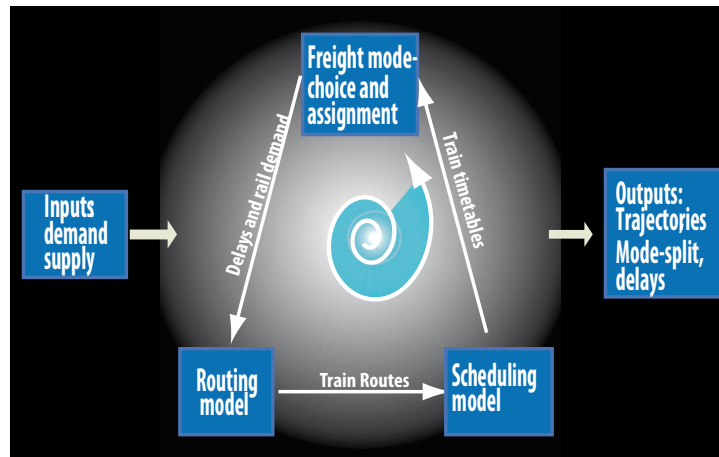 Freight mode-
choice and
assignment
Delays and rail demand
Train timetables
Inputs
demand
supply
Outputs:
Trajectories
Mode-split,
delays
Routing
model
Train Routes
Scheduling
model